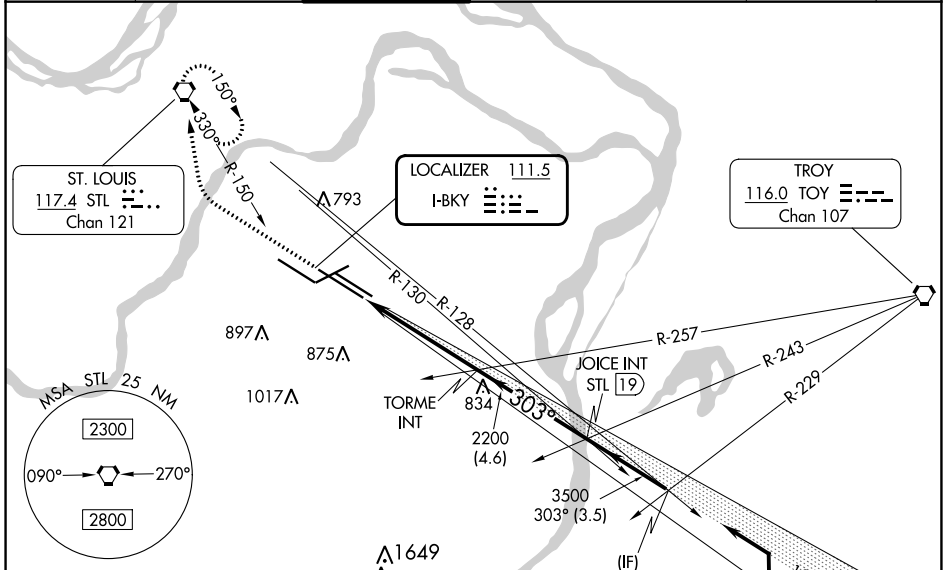 150°
330°
R-150
ST. LOUIS
117.4 STL
Chan 121
793
LOCALIZER 111.5
I-BKY
TROY
116.0 TOY
Chan 107
R-130
R-128
897
875
1017
R-257
R-243
R-229
JOICE INT
STL 19
TORME
INT
834
303°
2200
(4.6)
3500
303° (3.5)
(IF)
MSA STL 25 NM
2300
090°
270°
2800
1649